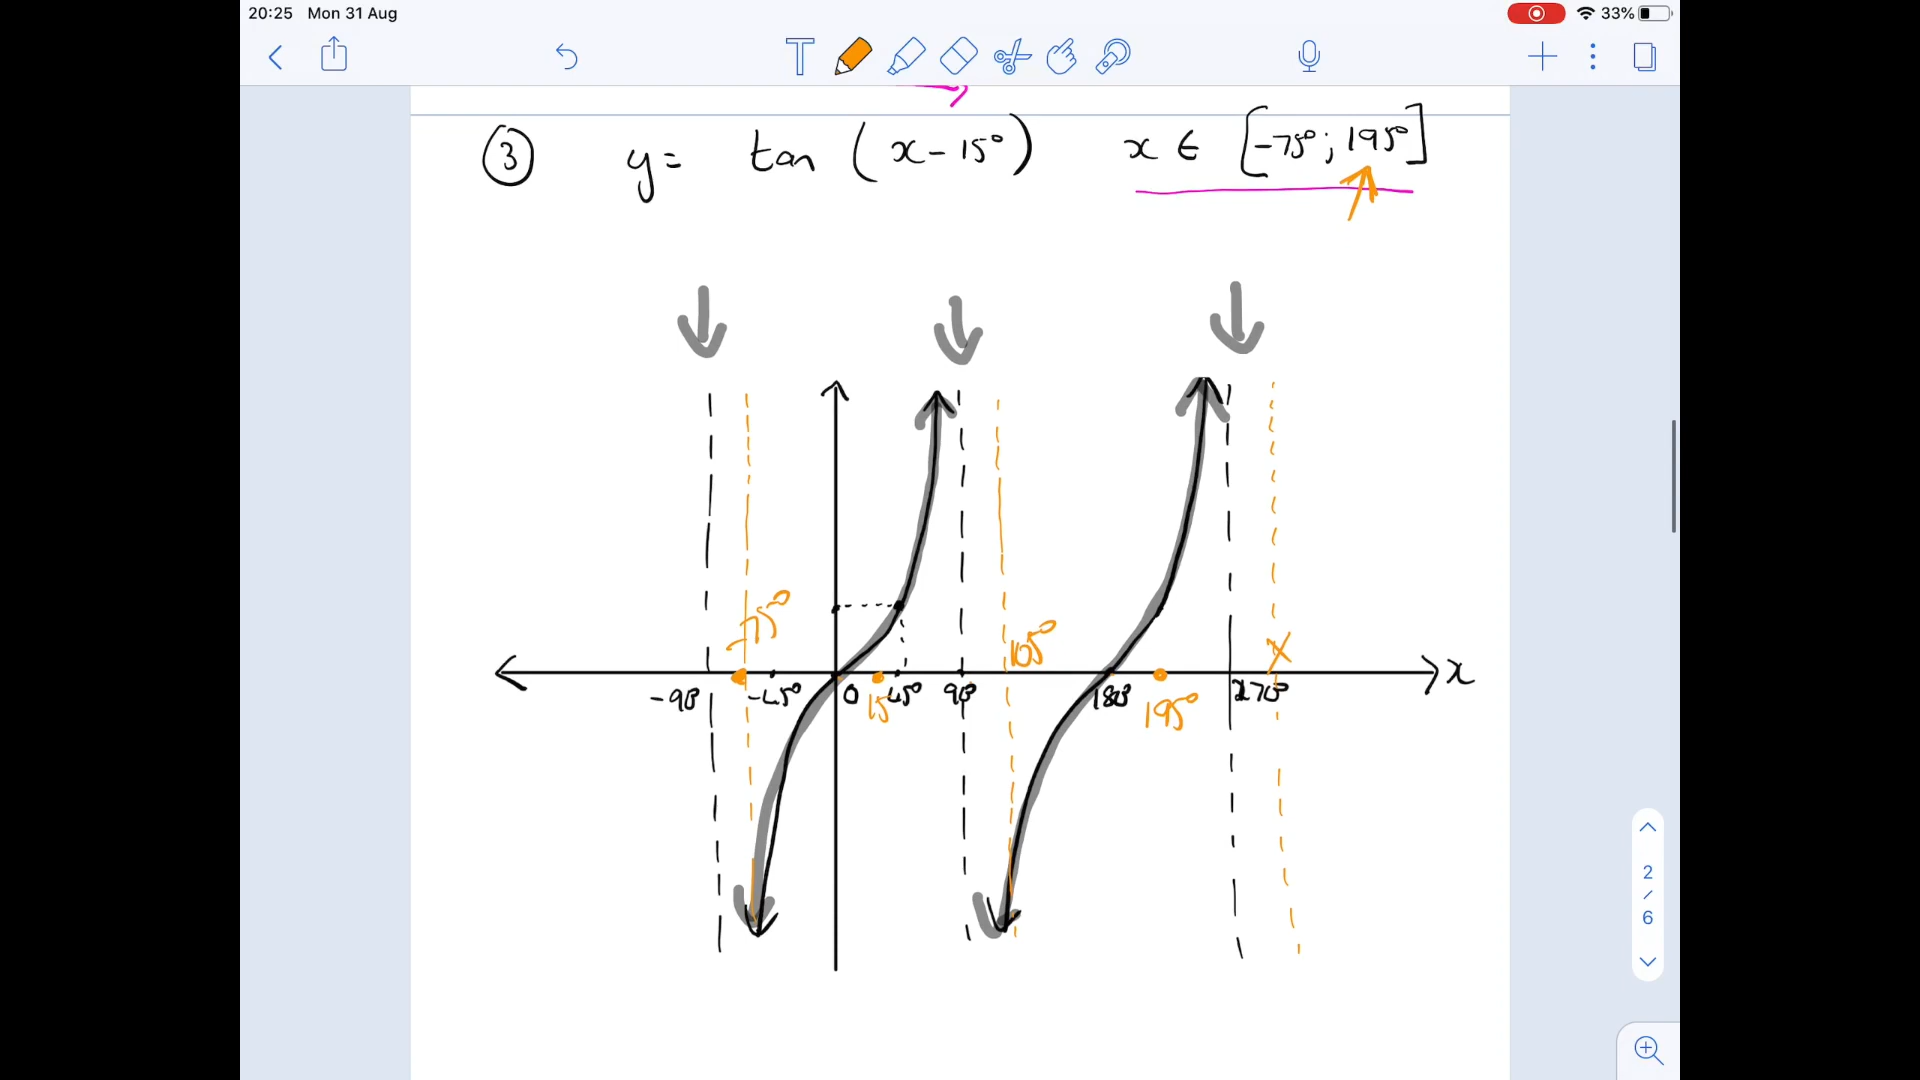 20:25 Mon 31 Aug
33%
T
③ y = tan (x - 15°) x ∈ [-75°; 195°]
-75°
105°
X
x
-90° -45° 0 15° 45° 90° 180° 195° 270°
2
/
6